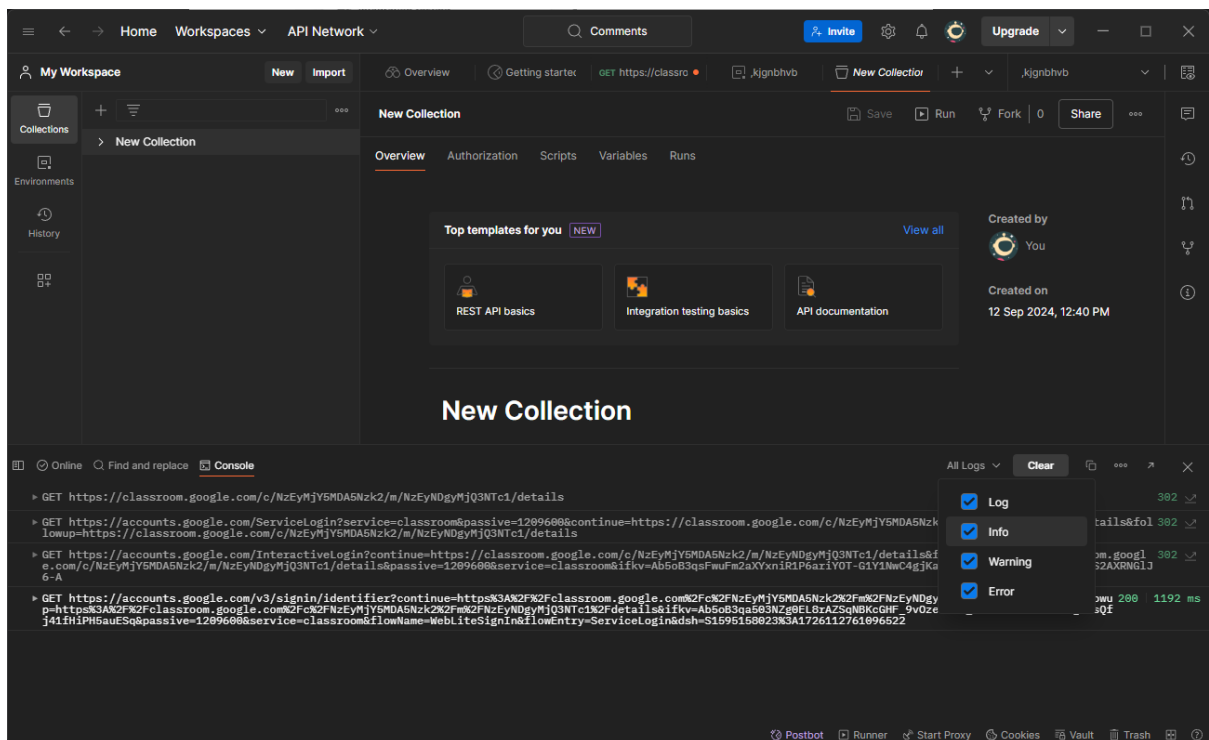 Home Workspaces API Network Comments Invite Upgrade
My Workspace New Import Overview Getting started GET https://classro ,kjgnbhvb New Collection ,kjgnbhvb
Collections
Environments
History
New Collection
New Collection Save Run Fork 0 Share
Overview Authorization Scripts Variables Runs
Top templates for you NEW View all
REST API basics Integration testing basics API documentation
Created by
You
Created on
12 Sep 2024, 12:40 PM
New Collection
Online Find and replace Console All Logs Clear
Log
Info
Warning
Error
GET https://classroom.google.com/c/NzEyMjY5MDA5Nzk2/m/NzEyNDgyMjQ3NTc1/details 302
GET https://accounts.google.com/ServiceLogin?service=classroom&passive=1209600&continue=https://classroom.google.com/c/NzEyMjY5MDA5Nzk tails&fol 302
lowup=https://classroom.google.com/c/NzEyMjY5MDA5Nzk2/m/NzEyNDgyMjQ3NTc1/details
GET https://accounts.google.com/InteractiveLogin?continue=https://classroom.google.com/c/NzEyMjY5MDA5Nzk2/m/NzEyNDgyMjQ3NTc1/details&f om.googl 302
e.com/c/NzEyMjY5MDA5Nzk2/m/NzEyNDgyMjQ3NTc1/details&passive=1209600&service=classroom&ifkv=Ab5oB3qsFwuFm2aXYxniR1P6ariYOT-G1Y1NwC4gjKa S2AXRNGlJ
6-A
GET https://accounts.google.com/v3/signin/identifier?continue=https%3A%2F%2Fclassroom.google.com%2Fc%2FNzEyMjY5MDA5Nzk2%2Fm%2FNzEyNDgy owu 200 1192 ms
p=https%3A%2F%2Fclassroom.google.com%2Fc%2FNzEyMjY5MDA5Nzk2%2Fm%2FNzEyNDgyMjQ3NTc1%2Fdetails&ifkv=Ab5oB3qa503NZg0EL8rAZSqNBKcGHF_9vOze sQf
j41fHiPH5auESq&passive=1209600&service=classroom&flowName=WebLiteSignIn&flowEntry=ServiceLogin&dsh=S1595158023%3A1726112761096522
Postbot Runner Start Proxy Cookies Vault Trash